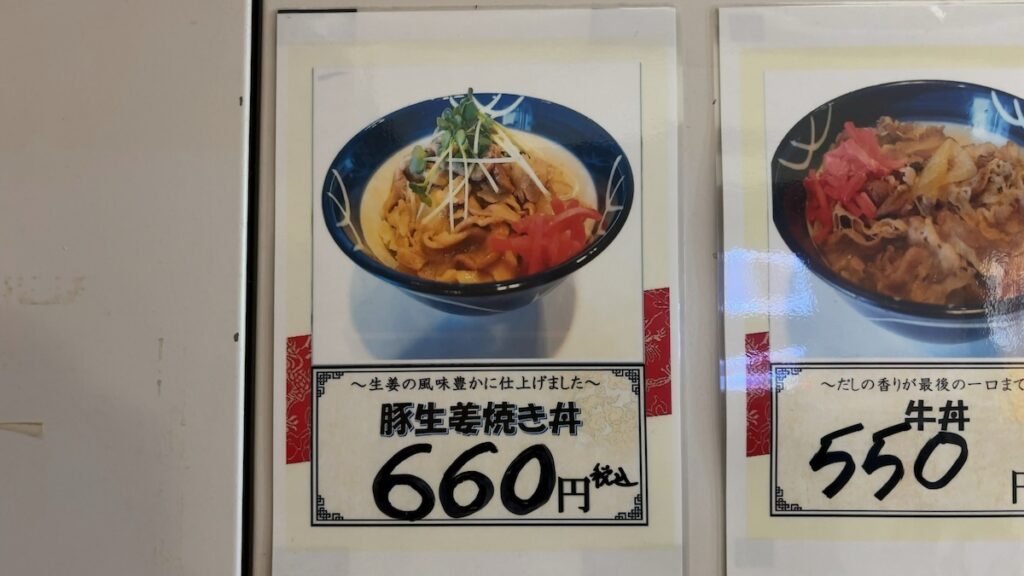 ～生姜の風味豊かに仕上げました～
豚生姜焼き丼
660円税込
～だしの香りが最後の一口まで
牛丼
550